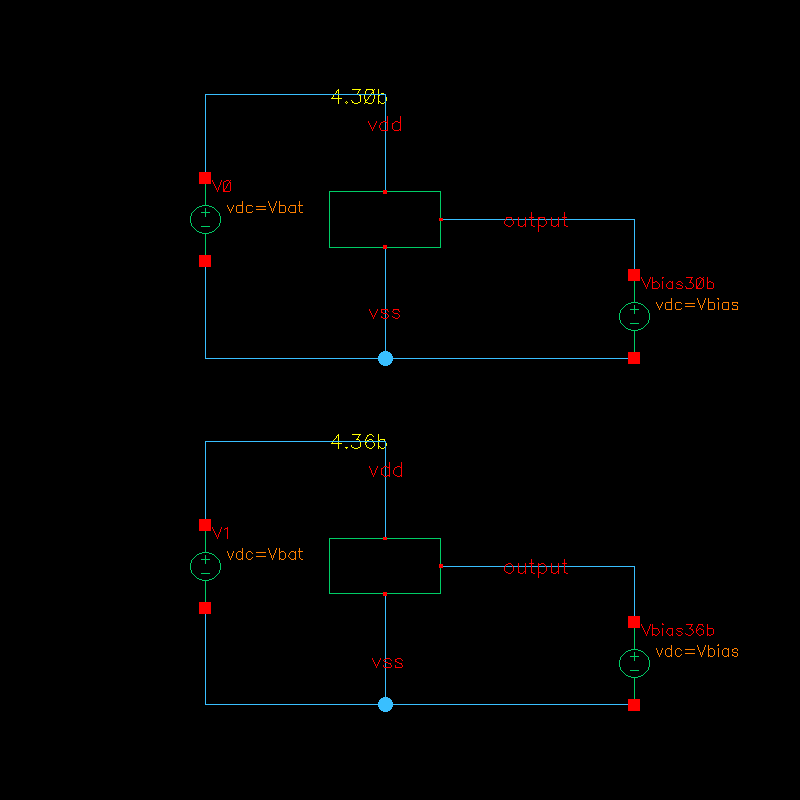 4.30b
vdd
V0
vdc=Vbat
output
Vbias30b
vdc=Vbias
vss
4.36b
vdd
V1
vdc=Vbat
output
Vbias36b
vdc=Vbias
vss